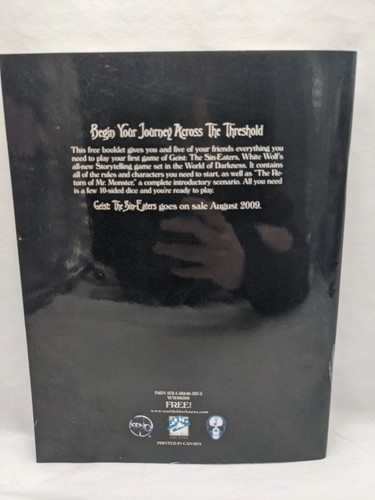 Begin Your Journey Across The Threshold
This free booklet gives you and five of your friends everything you
need to play your first game of Geist: The Sin-Eaters, White Wolf's
all-new Storytelling game set in the World of Darkness. It contains
all of the rules and characters you need to start, as well as "The Re-
turn of Mr. Monster," a complete introductory scenario. All you need
is a few 10-sided dice and you're ready to play.
Geist: The Sin-Eaters goes on sale August 2009.
FREE!
www.worldofdarkness.com
PRINTED IN CANADA